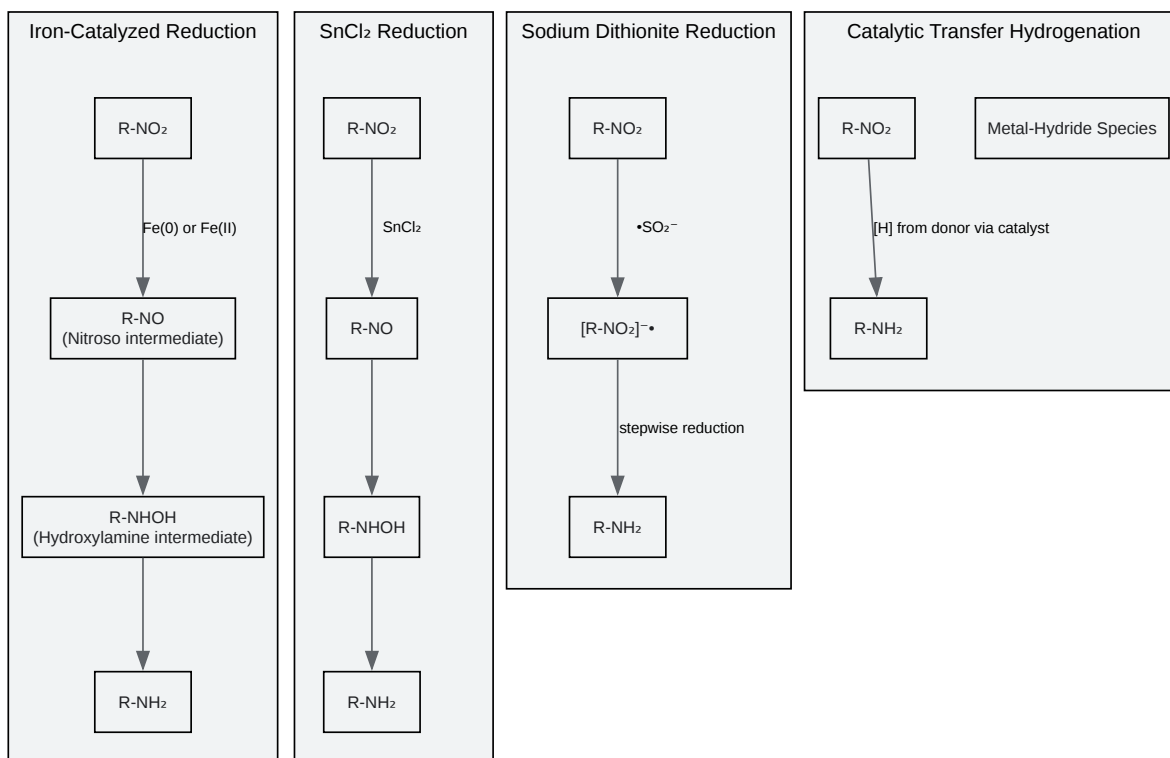 Iron-Catalyzed Reduction
R-NO₂
Fe(0) or Fe(II)
R-NO
(Nitroso intermediate)
R-NHOH
(Hydroxylamine intermediate)
R-NH₂
SnCl₂ Reduction
R-NO₂
SnCl₂
R-NO
R-NHOH
R-NH₂
Sodium Dithionite Reduction
R-NO₂
•SO₂⁻
[R-NO₂]⁻•
stepwise reduction
R-NH₂
Catalytic Transfer Hydrogenation
R-NO₂
Metal-Hydride Species
[H] from donor via catalyst
R-NH₂